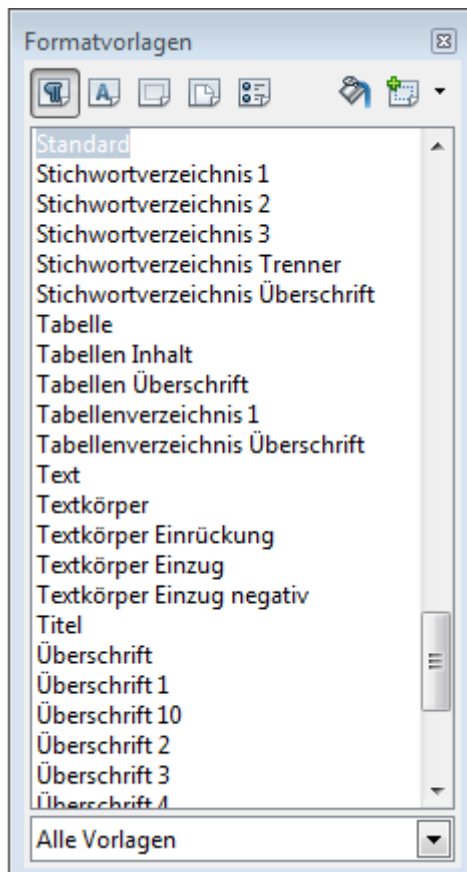 Formatvorlagen
Standard
Stichwortverzeichnis 1
Stichwortverzeichnis 2
Stichwortverzeichnis 3
Stichwortverzeichnis Trenner
Stichwortverzeichnis Überschrift
Tabelle
Tabellen Inhalt
Tabellen Überschrift
Tabellenverzeichnis 1
Tabellenverzeichnis Überschrift
Text
Textkörper
Textkörper Einrückung
Textkörper Einzug
Textkörper Einzug negativ
Titel
Überschrift
Überschrift 1
Überschrift 10
Überschrift 2
Überschrift 3
Überschrift 4
Alle Vorlagen